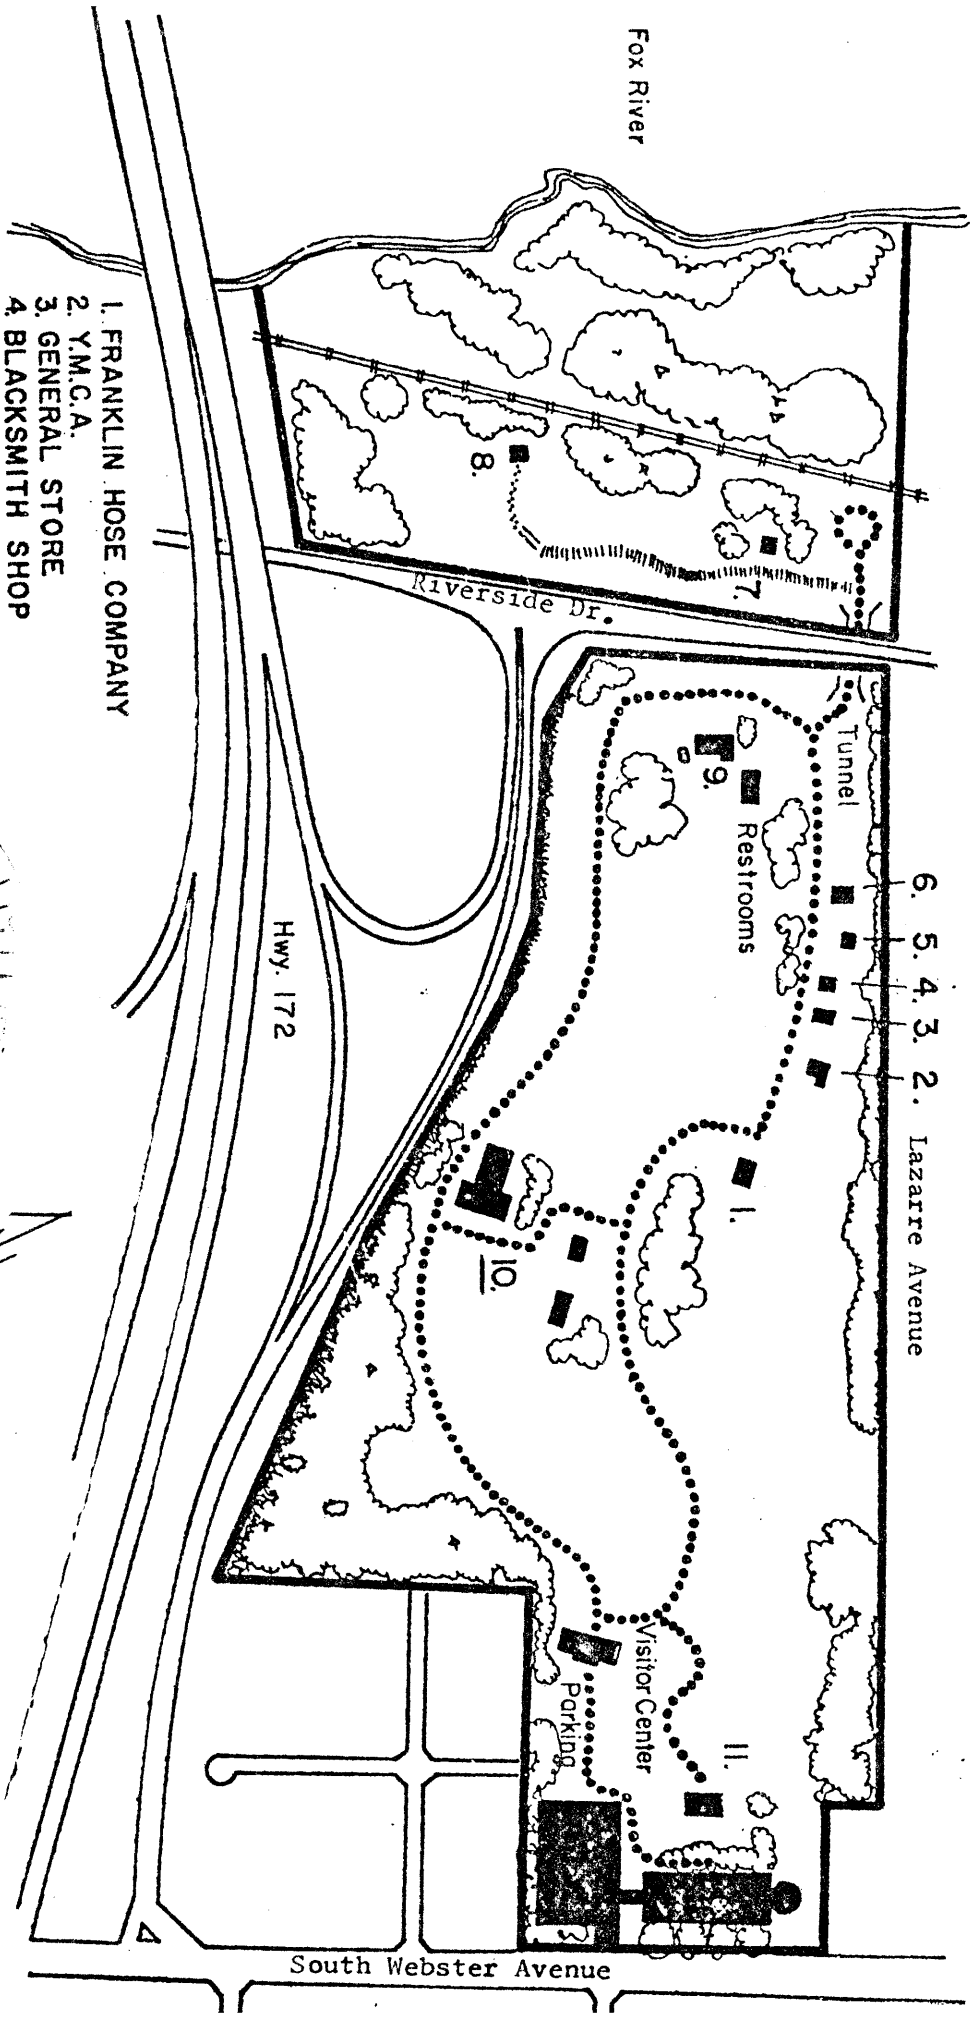 Fox River
Riverside Dr.
Lazarre Avenue
Tunnel
Restrooms
6.
5.
4.
3.
2.
1.
7.
8.
9.
10.
11.
Hwy. 172
Visitor Center
Parking
South Webster Avenue
1. FRANKLIN HOSE COMPANY
2. Y.M.C.A.
3. GENERAL STORE
4. BLACKSMITH SHOP